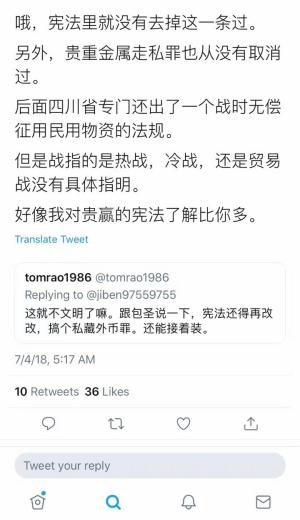 哦，宪法里就没有去掉这一条过。
另外，贵重金属走私罪也从没有取消
过。
后面四川省专门还出了一个战时无偿
征用民用物资的法规。
但是战指的是热战，冷战，还是贸易
战没有具体指明。
好像我对贵赢的宪法了解比你多。
Translate Tweet
tomrao1986 @tomrao1986
Replying to @jiben97559755
这就不文明了嘛。跟包圣说一下，宪法还得再改
改，搞个私藏外币罪。还能接着装。
7/4/18, 5:17 AM
10 Retweets 36 Likes
Tweet your reply